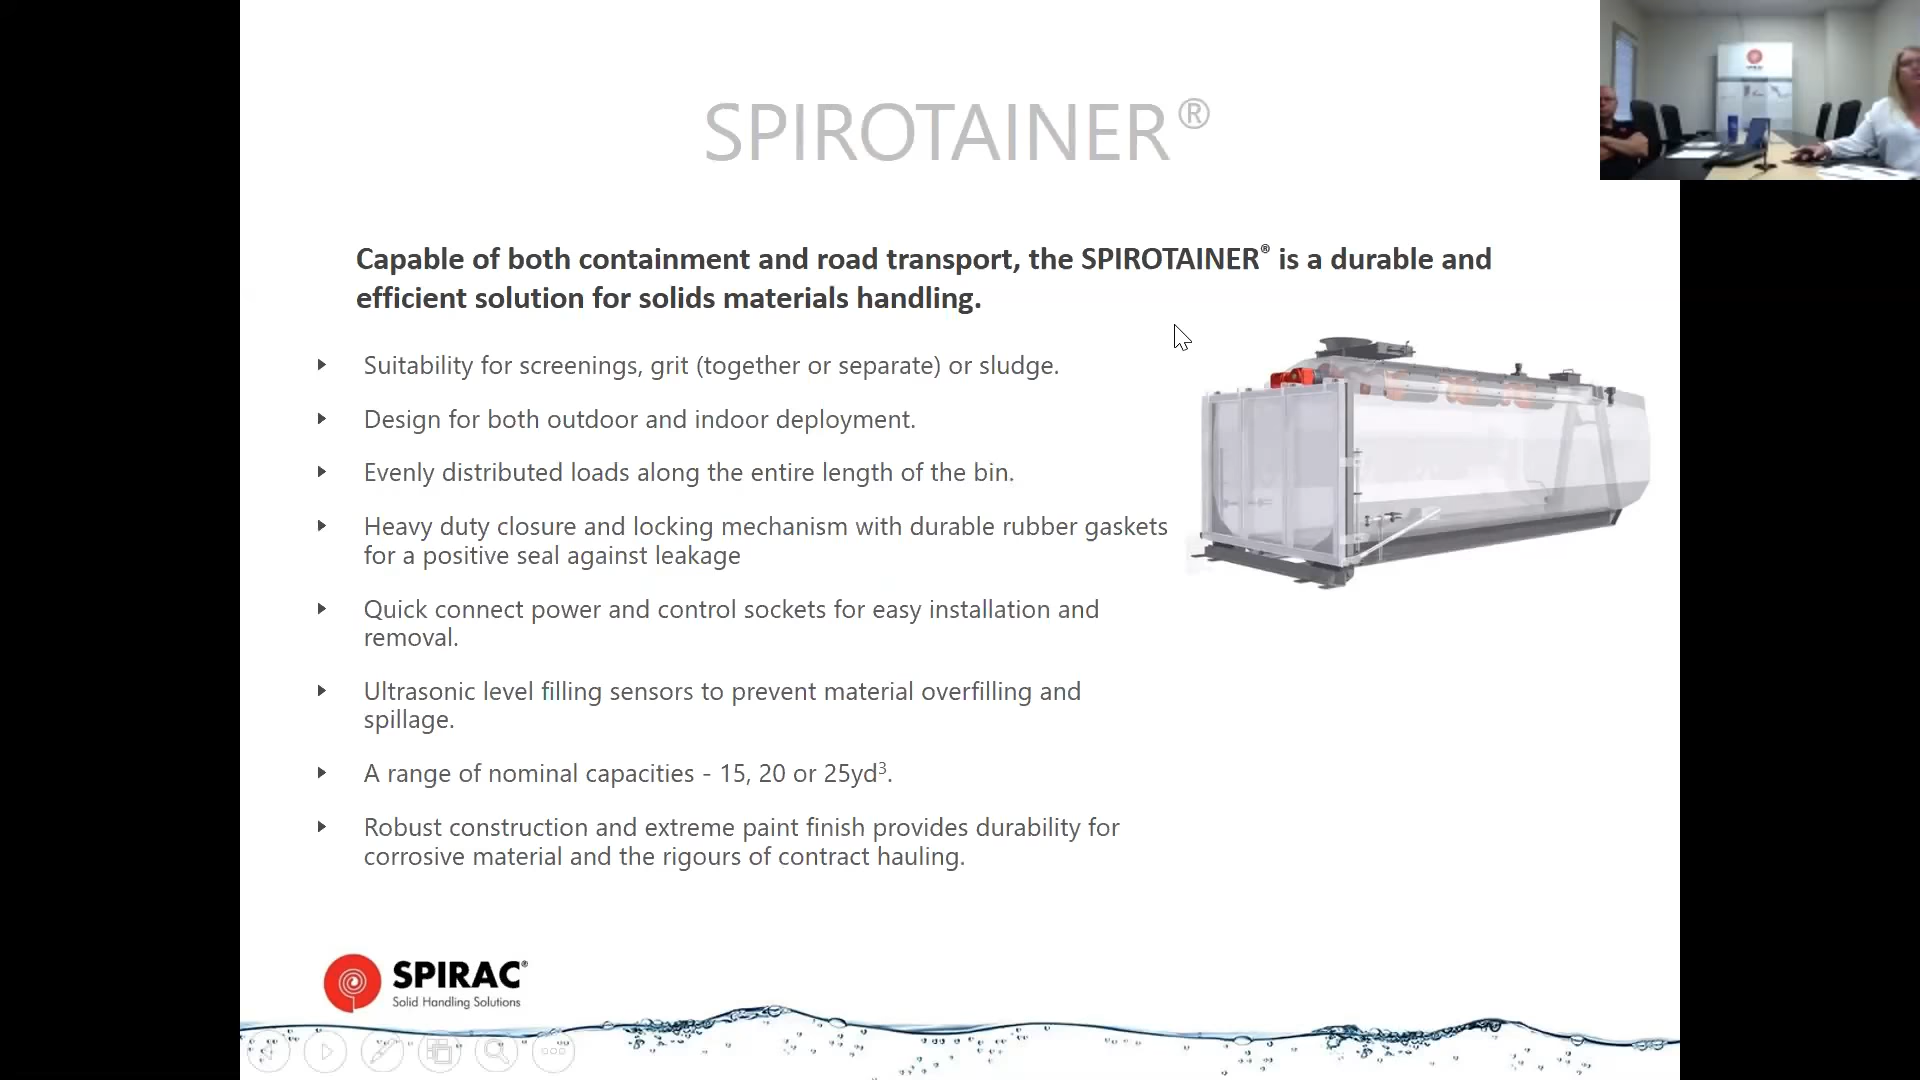 SPIROTAINER®
SPIRAC
Capable of both containment and road transport, the SPIROTAINER® is a durable and
efficient solution for solids materials handling.
Suitability for screenings, grit (together or separate) or sludge.
Design for both outdoor and indoor deployment.
Evenly distributed loads along the entire length of the bin.
Heavy duty closure and locking mechanism with durable rubber gaskets
for a positive seal against leakage
Quick connect power and control sockets for easy installation and
removal.
Ultrasonic level filling sensors to prevent material overfilling and
spillage.
A range of nominal capacities - 15, 20 or 25yd³.
Robust construction and extreme paint finish provides durability for
corrosive material and the rigours of contract hauling.
SPIRAC®
Solid Handling Solutions